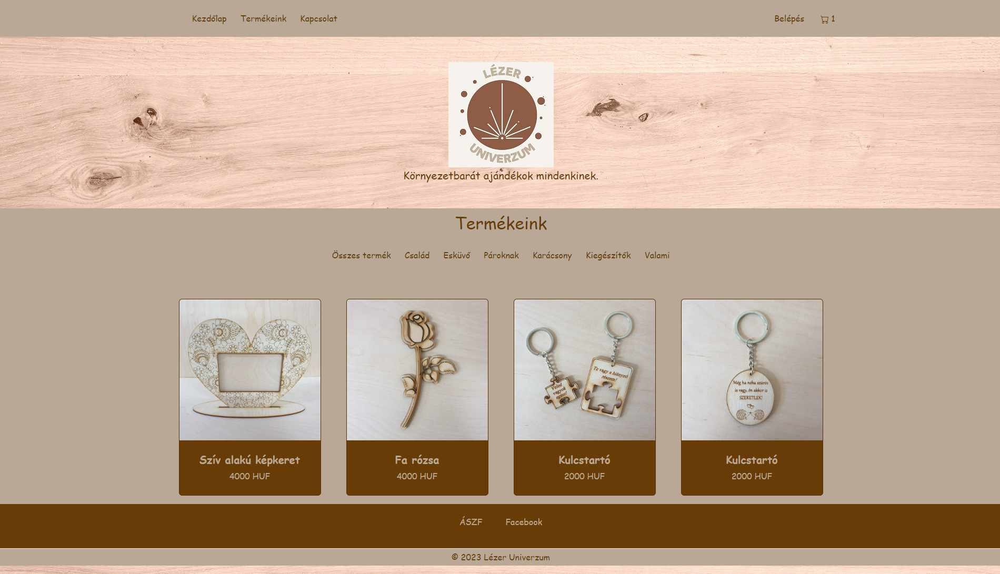 Kezdőlap Termékeink Kapcsolat Belépés 1
LÉZER
UNIVERZUM
Környezetbarát ajándékok mindenkinek.
Termékeink
Összes termék Család Esküvő Pároknak Karácsony Kiegészítők Valami
Veled
vagyok
egész!
Te vagy a hiányzó
részem!
Még ha néha szúrós
is vagy, én akkor is
SZERETLEK!
Szív alakú képkeret
4000 HUF
Fa rózsa
4000 HUF
Kulcstartó
2000 HUF
Kulcstartó
2000 HUF
ÁSZF Facebook
© 2023 Lézer Univerzum